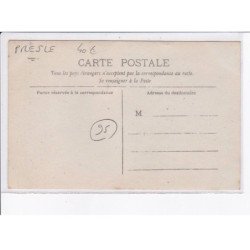 PRESLE 40 €
CARTE POSTALE
Tous les pays étrangers n'acceptent pas la correspondance au recto.
Se renseigner à la Poste
Partie réservée à la correspondance
Adresse du destinataire
M
95